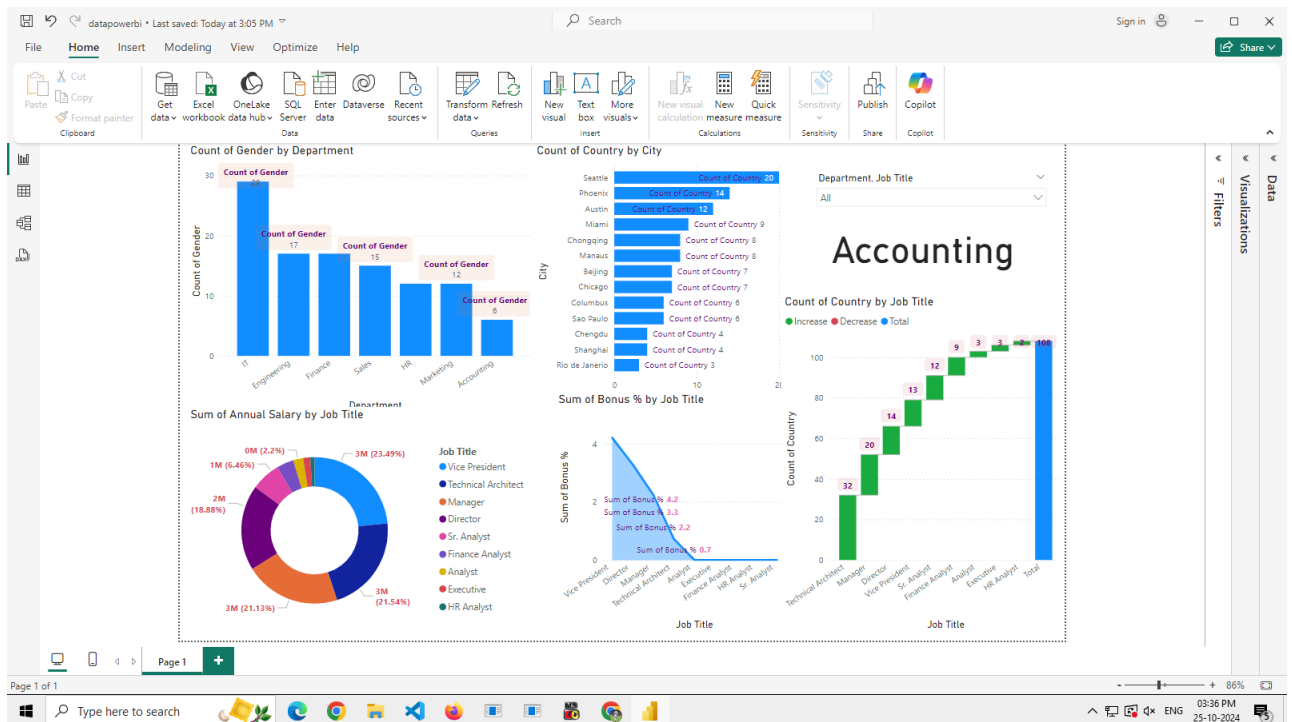 datapowerbi • Last saved: Today at 3:05 PM
Search
Sign in
File Home Insert Modeling View Optimize Help
Share
Paste
Cut
Copy
Format painter
Clipboard
Get data
Excel workbook
OneLake data hub
SQL Server
Enter data
Dataverse
Recent sources
Data
Transform data
Refresh
Queries
New visual
Text box
More visuals
Insert
New visual calculation
New measure
Quick measure
Calculations
Sensitivity
Sensitivity
Publish
Share
Copilot
Copilot
Count of Gender by Department
Count of Gender
30
20
10
0
Count of Gender
29
Count of Gender
17
Count of Gender
15
Count of Gender
12
Count of Gender
6
IT
Engineering
Finance
Sales
HR
Marketing
Accounting
Department
Count of Country by City
City
Seattle Count of Country 20
Phoenix Count of Country 14
Austin Count of Country 12
Miami Count of Country 9
Chongqing Count of Country 8
Manaus Count of Country 8
Beijing Count of Country 7
Chicago Count of Country 7
Columbus Count of Country 6
Sao Paulo Count of Country 6
Chengdu Count of Country 4
Shanghai Count of Country 4
Rio de Janerio Count of Country 3
0 10
Department, Job Title
All
Accounting
Count of Country by Job Title
Increase Decrease Total
Count of Country
100
80
60
40
20
0
32
20
14
13
12
9
3
3
2
108
Technical Architect
Manager
Director
Vice President
Sr. Analyst
Finance Analyst
Analyst
Executive
HR Analyst
Total
Job Title
Sum of Annual Salary by Job Title
0M (2.2%)
1M (6.46%)
2M
(18.88%)
3M (21.13%)
3M
(21.54%)
3M (23.49%)
Job Title
Vice President
Technical Architect
Manager
Director
Sr. Analyst
Finance Analyst
Analyst
Executive
HR Analyst
Sum of Bonus % by Job Title
Sum of Bonus %
4
2
0
Sum of Bonus % 4.2
Sum of Bonus % 3.3
Sum of Bonus % 2.2
Sum of Bonus % 0.7
Vice President
Director
Manager
Technical Architect
Analyst
Executive
Finance Analyst
HR Analyst
Sr. Analyst
Job Title
Filters
Visualizations
Data
Page 1
Page 1 of 1
- + 86%
Type here to search
ENG
03:36 PM
25-10-2024